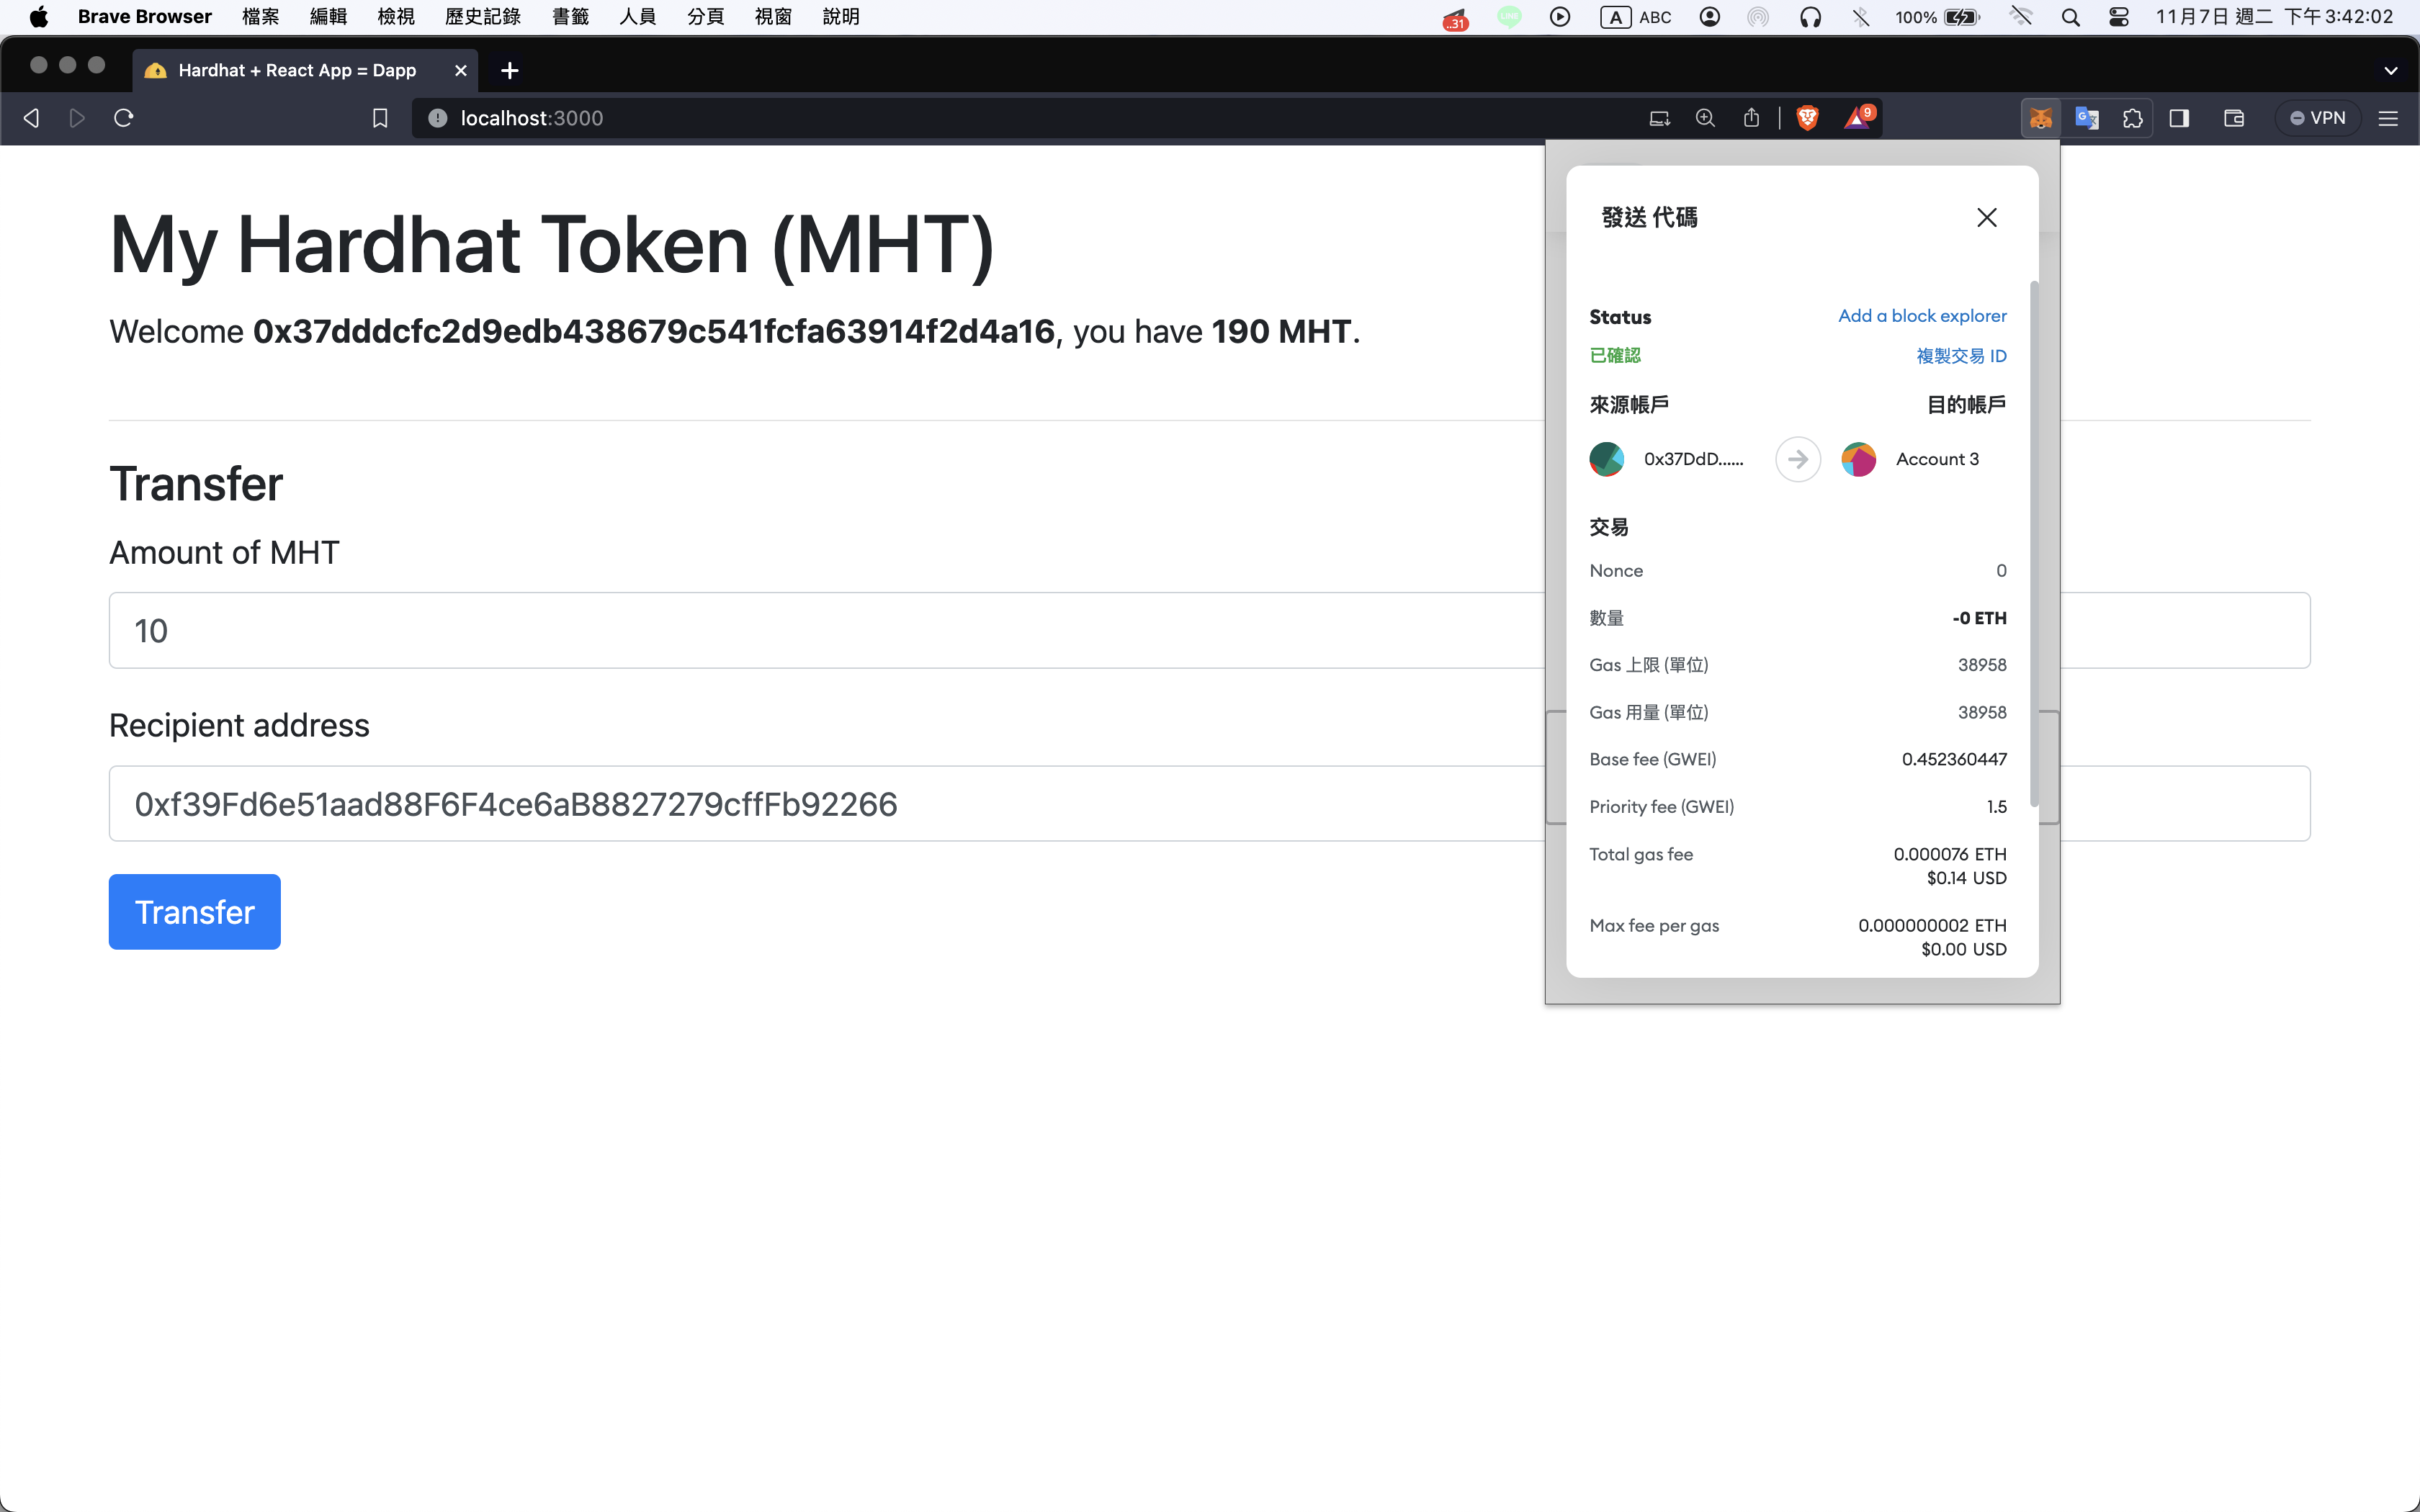 Brave Browser 檔案 編輯 檢視 歷史記錄 書籤 人員 分頁 視窗 說明 ..31 LINE A ABC 100% 11月7日 週二 下午3:42:02
Hardhat + React App = Dapp
localhost:3000 9 VPN
My Hardhat Token (MHT)
Welcome 0x37dddcfc2d9edb438679c541fcfa63914f2d4a16, you have 190 MHT.
Transfer
Amount of MHT
10
Recipient address
0xf39Fd6e51aad88F6F4ce6aB8827279cffFb92266
Transfer
發送 代碼
Status Add a block explorer
已確認 複製交易 ID
來源帳戶 目的帳戶
0x37DdD...... Account 3
交易
Nonce 0
數量 -0 ETH
Gas 上限 (單位) 38958
Gas 用量 (單位) 38958
Base fee (GWEI) 0.452360447
Priority fee (GWEI) 1.5
Total gas fee 0.000076 ETH
$0.14 USD
Max fee per gas 0.000000002 ETH
$0.00 USD